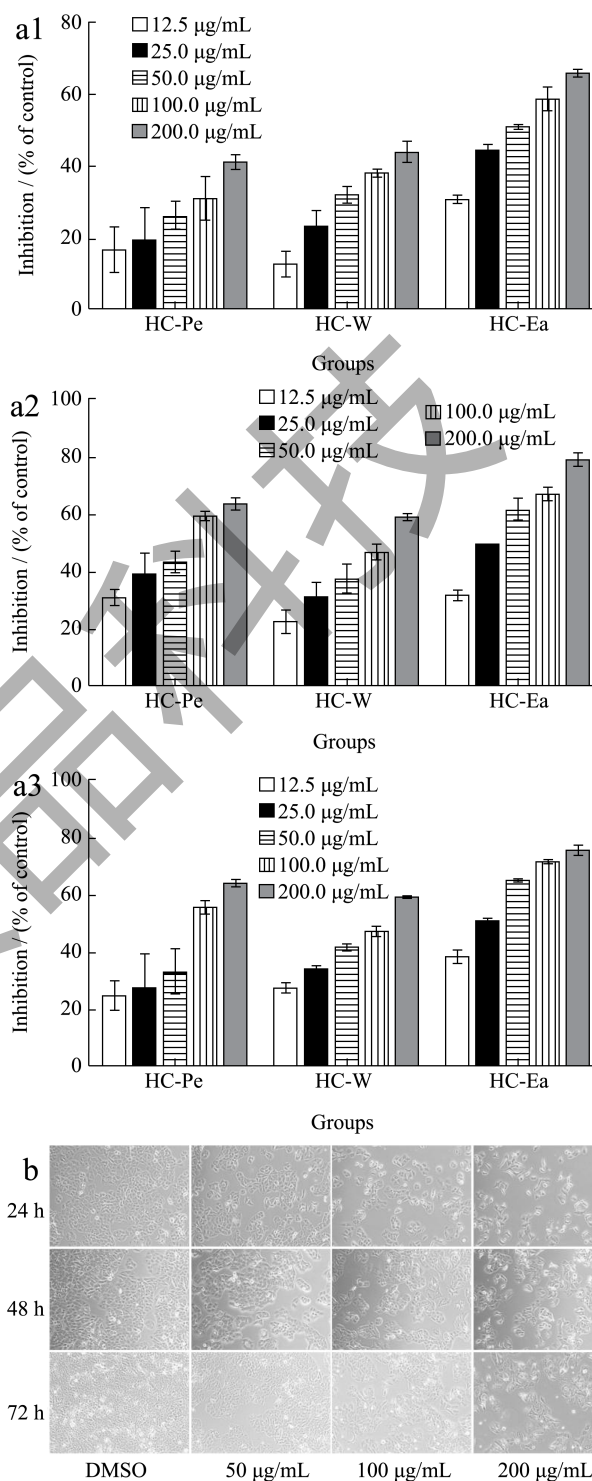 a1
80
60
40
20
0
Inhibition / (% of control)
12.5 μg/mL
25.0 μg/mL
50.0 μg/mL
100.0 μg/mL
200.0 μg/mL
HC-Pe HC-W HC-Ea
Groups
a2
100
80
60
40
20
0
Inhibition / (% of control)
12.5 μg/mL
25.0 μg/mL
50.0 μg/mL
100.0 μg/mL
200.0 μg/mL
HC-Pe HC-W HC-Ea
Groups
a3
100
80
60
40
20
0
Inhibition / (% of control)
12.5 μg/mL
25.0 μg/mL
50.0 μg/mL
100.0 μg/mL
200.0 μg/mL
HC-Pe HC-W HC-Ea
Groups
b
24 h
48 h
72 h
DMSO 50 μg/mL 100 μg/mL 200 μg/mL
品科技